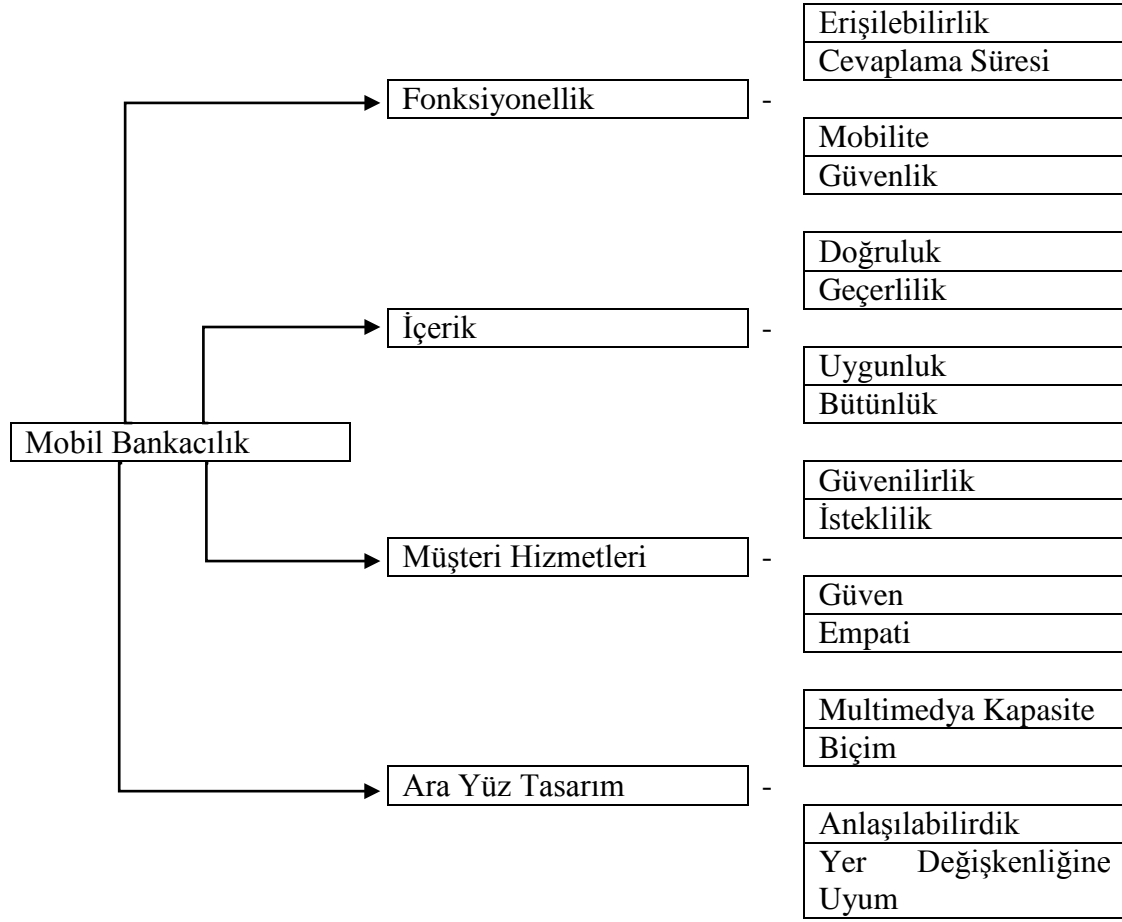 Erişilebilirlik
Cevaplama Süresi
Fonksiyonellik -
Mobilite
Güvenlik
Doğruluk
Geçerlilik
İçerik -
Uygunluk
Bütünlük
Mobil Bankacılık
Güvenilirlik
İsteklilik
Müşteri Hizmetleri -
Güven
Empati
Multimedya Kapasite
Biçim
Ara Yüz Tasarım -
Anlaşılabilirdik
Yer Değişkenliğine
Uyum